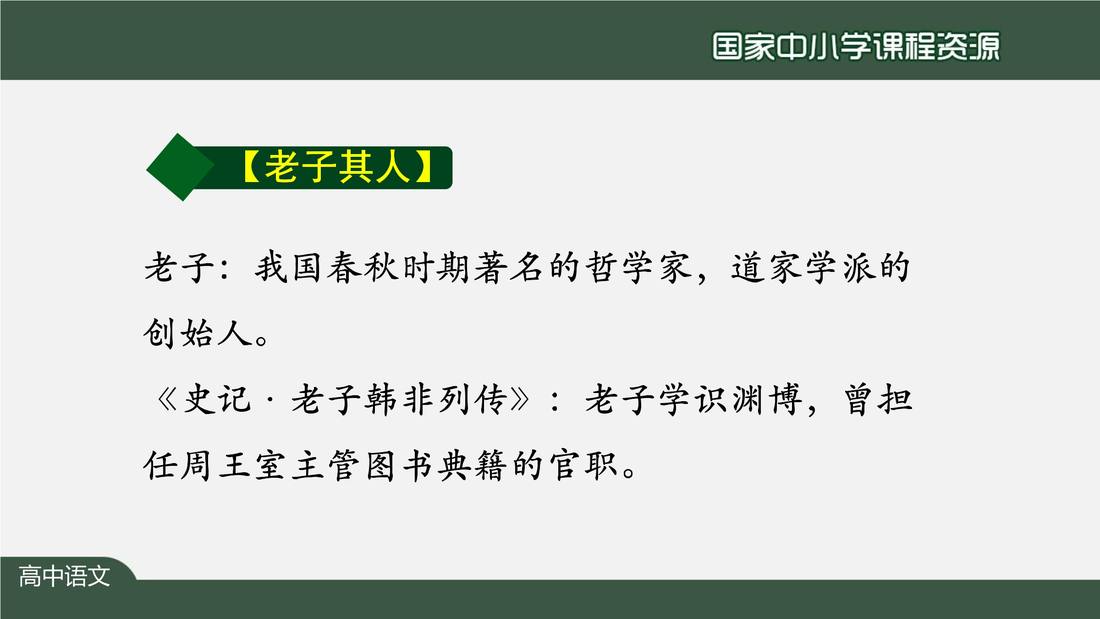 国家中小学课程资源
【老子其人】
老子：我国春秋时期著名的哲学家，道家学派的
创始人。
《史记·老子韩非列传》：老子学识渊博，曾担
任周王室主管图书典籍的官职。
高中语文